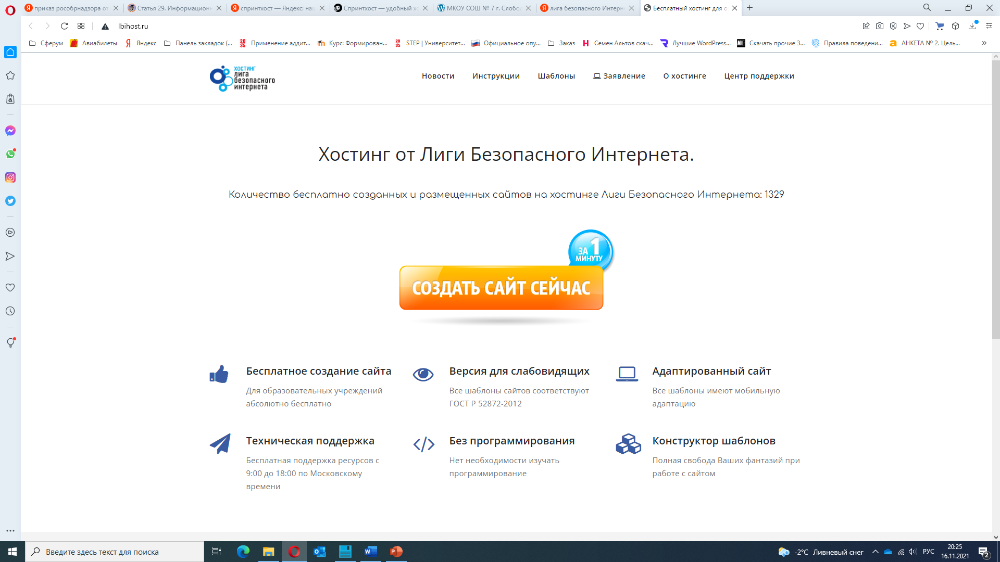 приказ рособрнадзора от
Статья 29. Информационн
спринтхост — Яндекс: наш
Спринтхост — удобный хо
МКОУ СОШ № 7 г. Слобод
лига безопасного Интерн
Бесплатный хостинг для о
lbihost.ru
Сферум
Авиабилеты
Яндекс
Панель закладок (...
Применение аддит...
Курс: Формирован...
STEP | Университет...
Официальное опу...
Заказ
Семен Альтов скач...
Лучшие WordPress...
Скачать прочие З...
Правила поведени...
АНКЕТА № 2. Цель...
ХОСТИНГ
лига
безопасного
интернета
Новости
Инструкции
Шаблоны
Заявление
О хостинге
Центр поддержки
Хостинг от Лиги Безопасного Интернета.
Количество бесплатно созданных и размещенных сайтов на хостинге Лиги Безопасного Интернета: 1329
ЗА 1
МИНУТУ
СОЗДАТЬ САЙТ СЕЙЧАС
Бесплатное создание сайта
Для образовательных учреждений
абсолютно бесплатно
Версия для слабовидящих
Все шаблоны сайтов соответствуют
ГОСТ Р 52872-2012
Адаптированный сайт
Все шаблоны имеют мобильную
адаптацию
Техническая поддержка
Бесплатная поддержка ресурсов с
9:00 до 18:00 по Московскому
времени
Без программирования
Нет необходимости изучать
программирование
Конструктор шаблонов
Полная свобода Ваших фантазий при
работе с сайтом
Введите здесь текст для поиска
-2°C Ливневый снег
РУС
20:25
16.11.2021
2